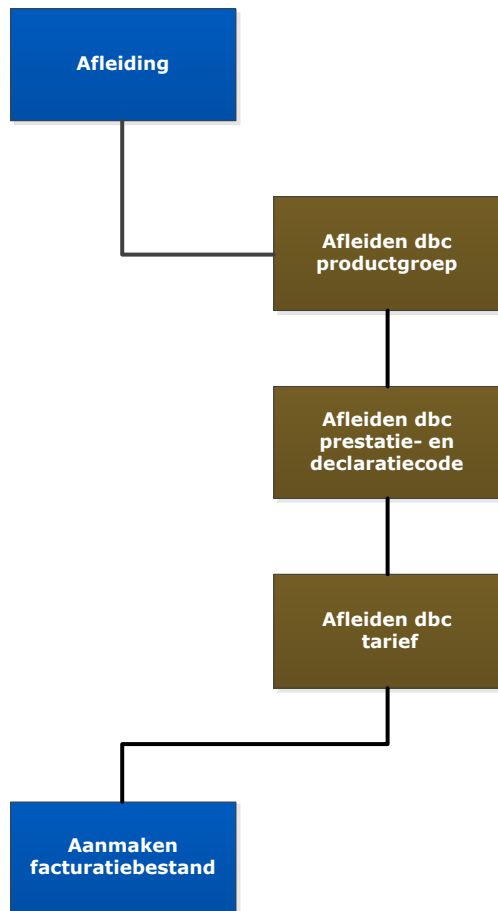 Afleiding
Afleiden dbc
productgroep
Afleiden dbc
prestatie- en
declaratiecode
Afleiden dbc
tarief
Aanmaken
facturatiebestand